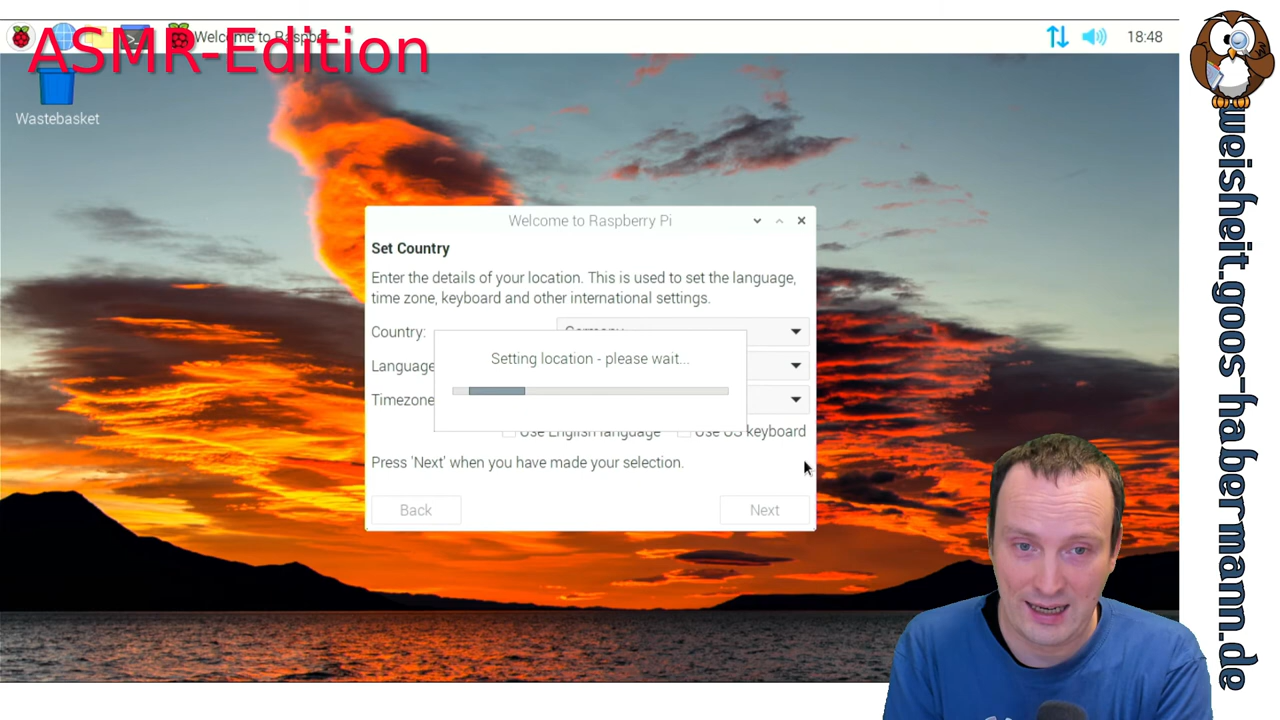 ASMR-Edition
Welcome to Raspber
18:48
Wastebasket
Welcome to Raspberry Pi
Set Country
Enter the details of your location. This is used to set the language,
time zone, keyboard and other international settings.
Country:
Germany
Setting location - please wait...
Language
Timezone
Use English language
Use US keyboard
Press 'Next' when you have made your selection.
Back
Next
weisheit.goos-habermann.de